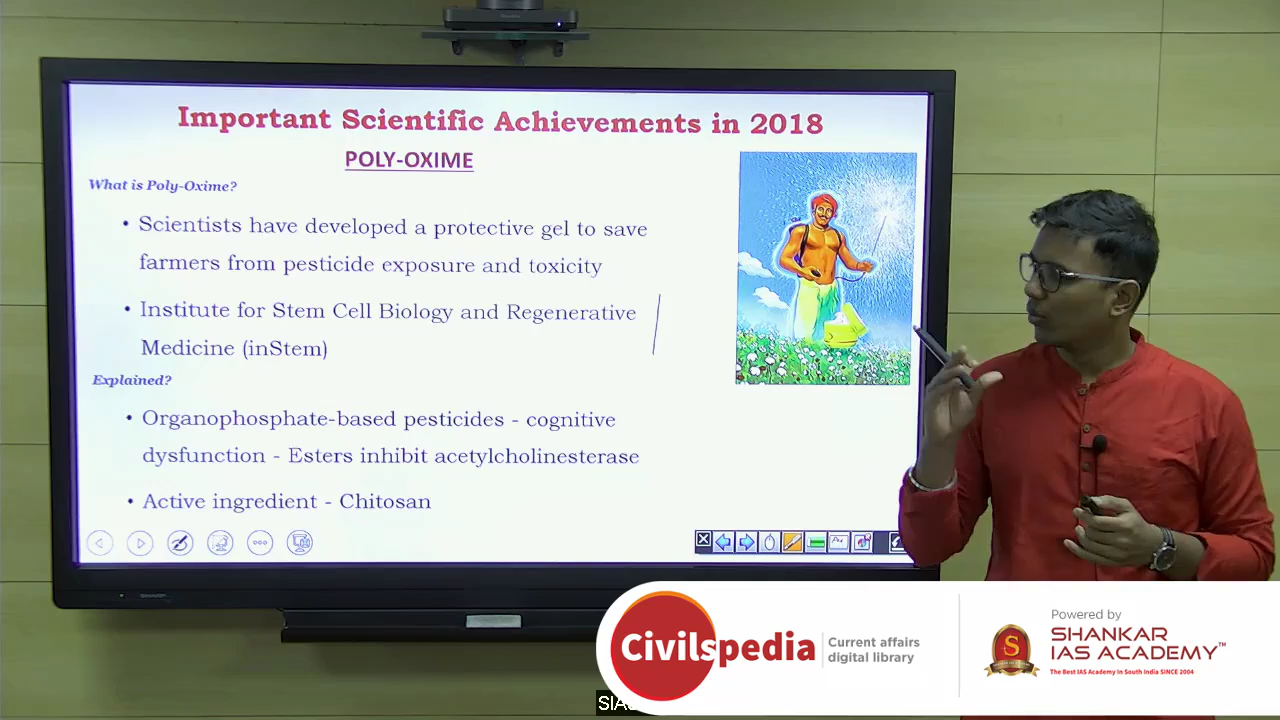 Important Scientific Achievements in 2018
POLY-OXIME
What is Poly-Oxime?
• Scientists have developed a protective gel to save
farmers from pesticide exposure and toxicity
• Institute for Stem Cell Biology and Regenerative
Medicine (inStem)
Explained?
• Organophosphate-based pesticides - cognitive
dysfunction - Esters inhibit acetylcholinesterase
• Active ingredient - Chitosan
SHARP
Civilspedia
Current affairs
digital library
Powered by
S
SHANKAR
IAS ACADEMY™
The Best IAS Academy In South India SINCE 2004